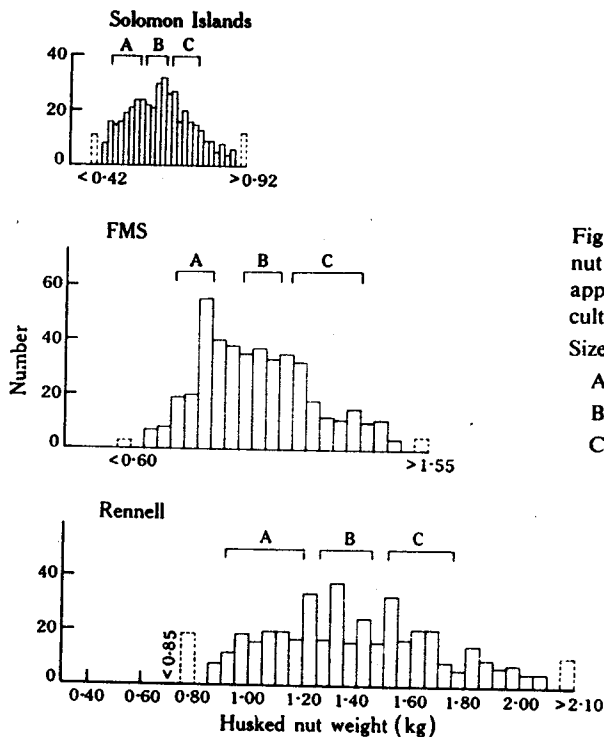 Solomon Islands
A B C
40
20
0
<0·42 >0·92
FMS
A B C
60
40
20
0
<0·60 >1·55
Number
Fig
nut
app
cult
Size
A
B
C
Rennell
A B C
40
20
0
<0·85
0·40 0·80 1·00 1·20 1·40 1·60 1·80 2·00 >2·10
Husked nut weight (kg)